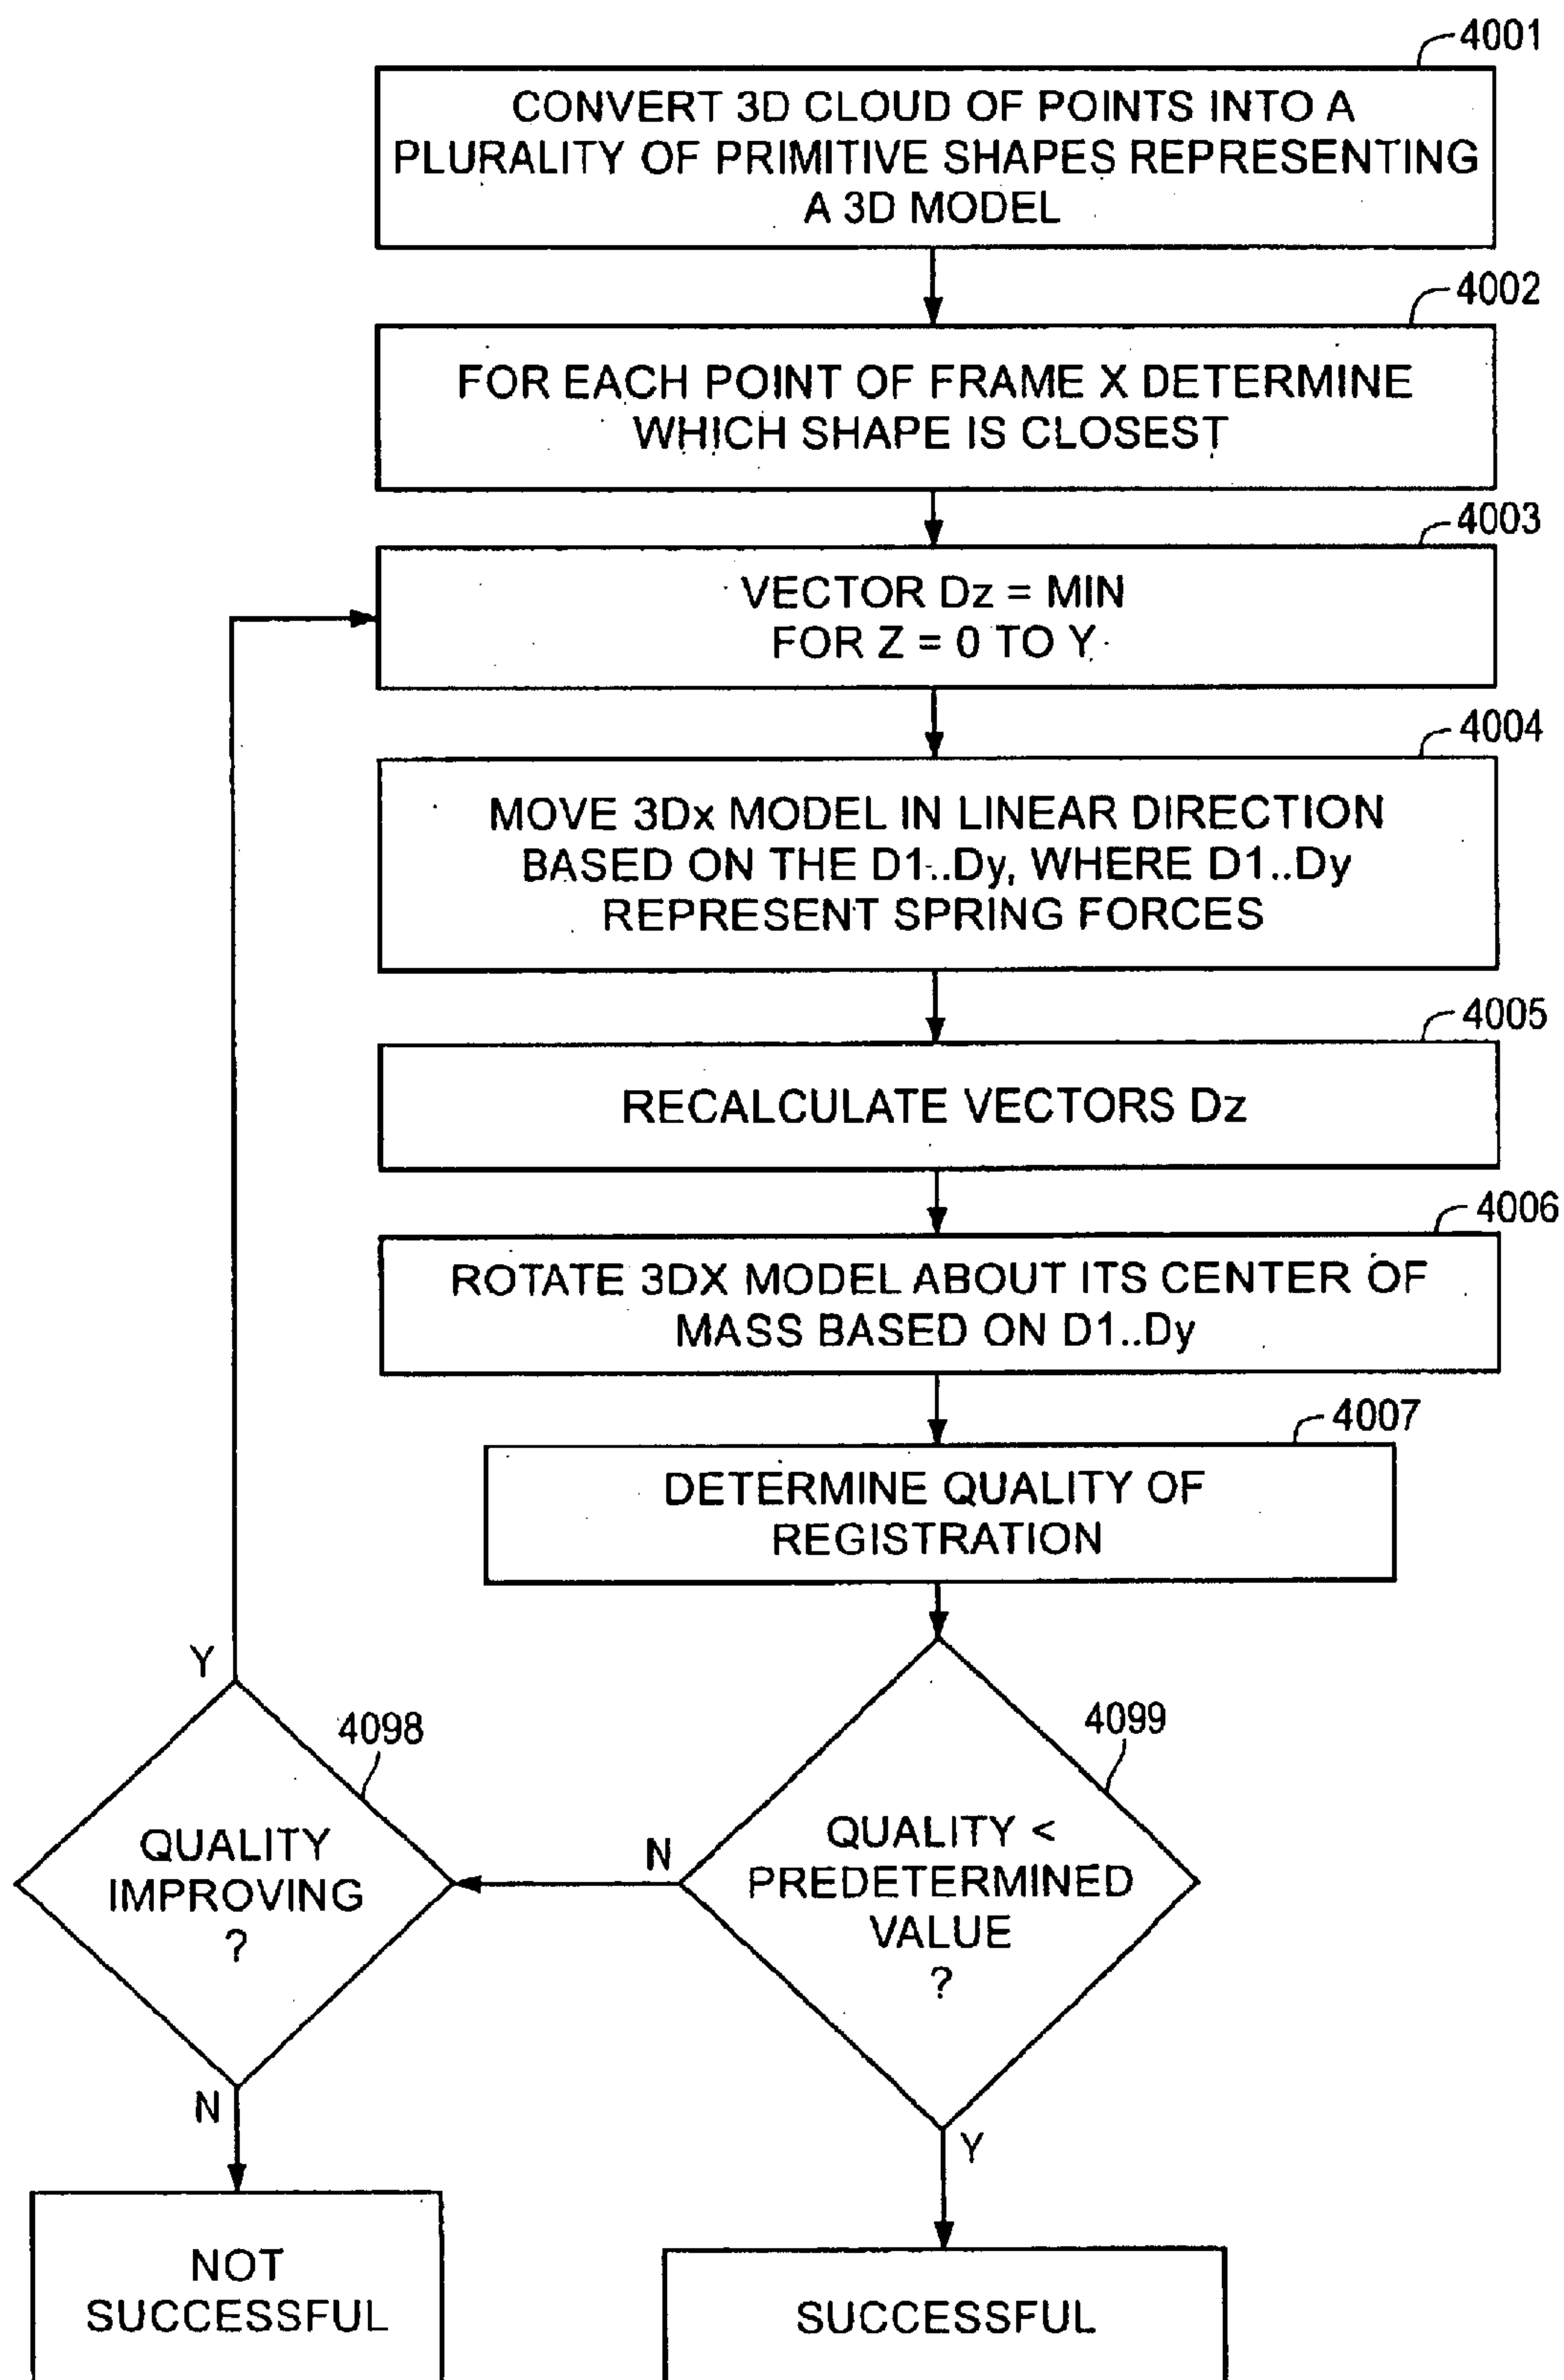 4001
CONVERT 3D CLOUD OF POINTS INTO A
PLURALITY OF PRIMITIVE SHAPES REPRESENTING
A 3D MODEL
4002
FOR EACH POINT OF FRAME X DETERMINE
WHICH SHAPE IS CLOSEST
4003
VECTOR Dz = MIN
FOR Z = 0 TO Y
4004
MOVE 3Dx MODEL IN LINEAR DIRECTION
BASED ON THE D1..Dy, WHERE D1..Dy
REPRESENT SPRING FORCES
4005
RECALCULATE VECTORS Dz
4006
ROTATE 3DX MODEL ABOUT ITS CENTER OF
MASS BASED ON D1..Dy
4007
DETERMINE QUALITY OF
REGISTRATION
4099
QUALITY <
PREDETERMINED
VALUE
?
N
Y
4098
QUALITY
IMPROVING
?
Y
N
NOT
SUCCESSFUL
SUCCESSFUL